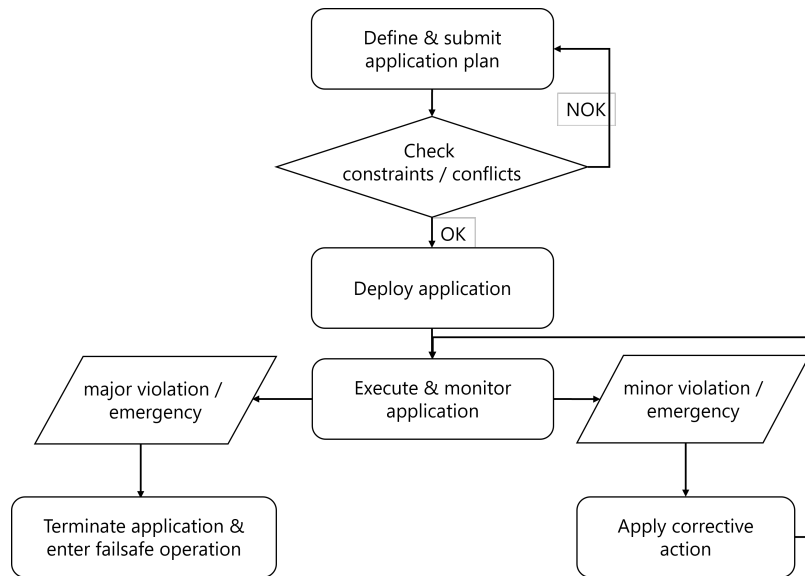 Define & submit
application plan
NOK
Check
constraints / conflicts
OK
Deploy application
major violation /
emergency
Execute & monitor
application
minor violation /
emergency
Terminate application &
enter failsafe operation
Apply corrective
action